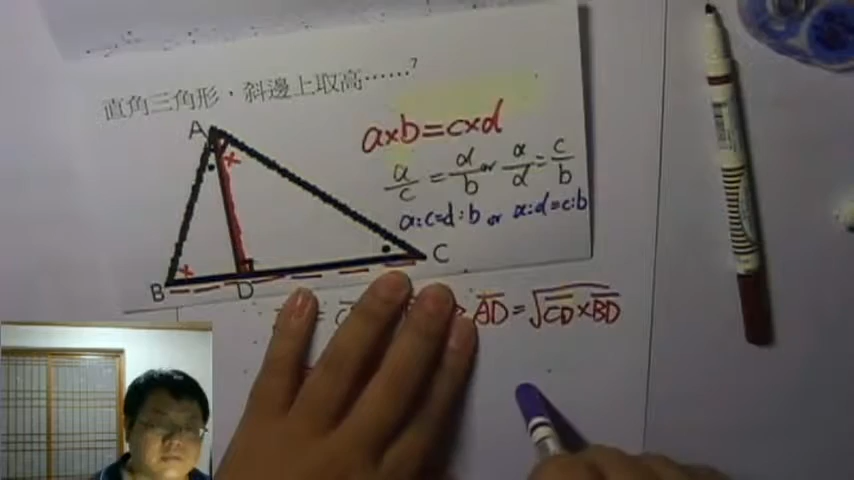 直角三角形，斜邊上取高……?
A
a×b=c×d
a/c = d/b or a/d = c/b
a:c=d:b or a:d=c:b
C
B
D
AD = √CD×BD